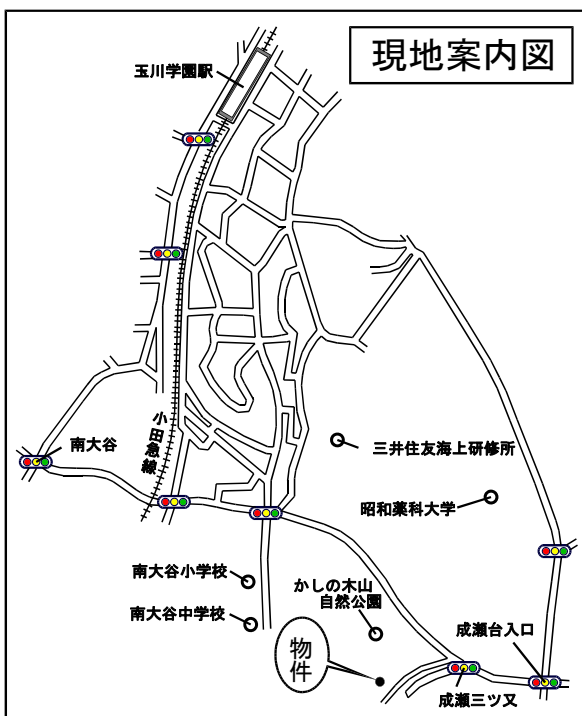 現地案内図
玉川学園駅
小田急線
南大谷
三井住友海上研修所
昭和薬科大学
南大谷小学校
かしの木山
自然公園
南大谷中学校
物件
成瀬台入口
成瀬三ツ又